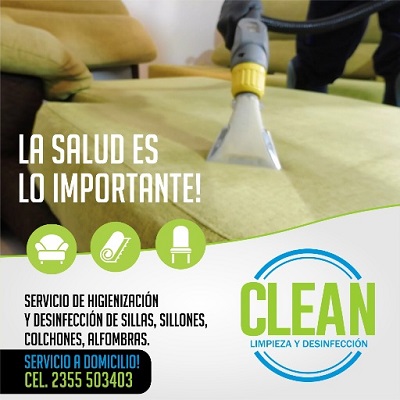 LA SALUD ES
LO IMPORTANTE!
SERVICIO DE HIGIENIZACIÓN
Y DESINFECCIÓN DE SILLAS, SILLONES,
COLCHONES, ALFOMBRAS.
SERVICIO A DOMICILIO!
CEL. 2355 503403
CLEAN
LIMPIEZA Y DESINFECCIÓN